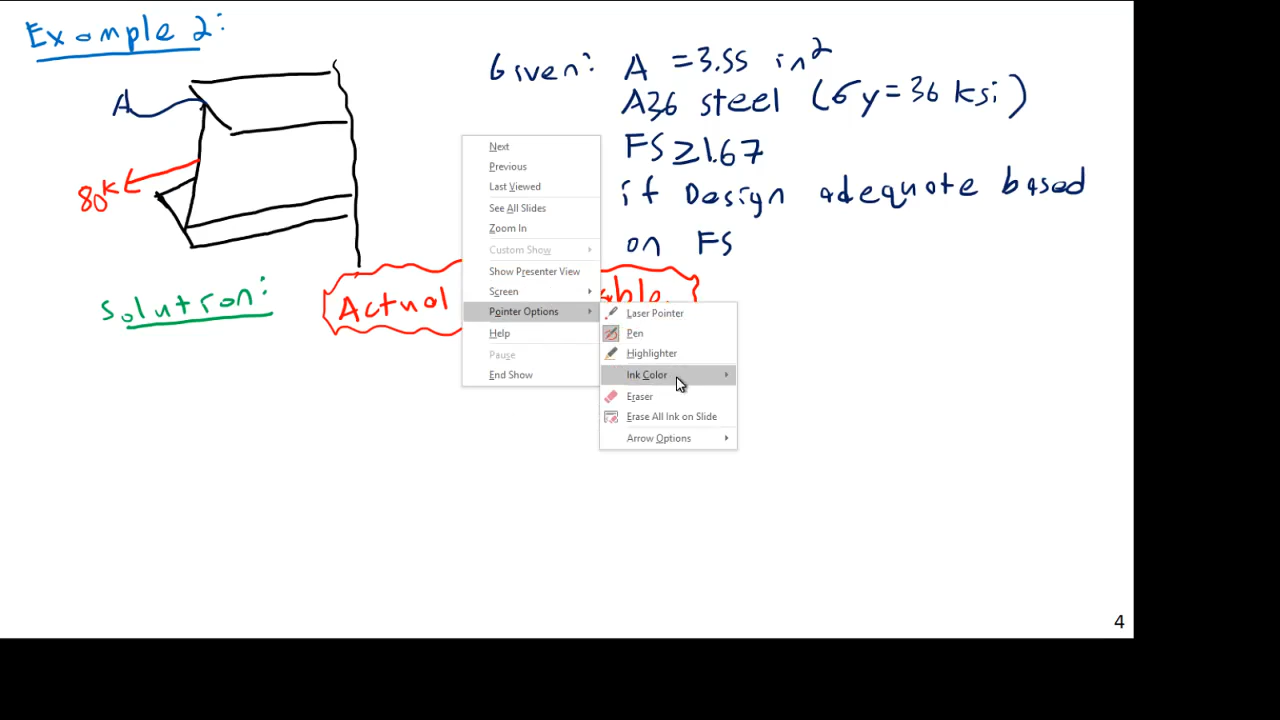 Example 2:
Given: A = 3.55 in²
A36 steel (σy = 36 ksi)
FS ≥ 1.67
if Design adequate based
on FS
A
80K
Solution:
Actual
able
Next
Previous
Last Viewed
See All Slides
Zoom In
Custom Show
Show Presenter View
Screen
Pointer Options
Help
Pause
End Show
Laser Pointer
Pen
Highlighter
Ink Color
Eraser
Erase All Ink on Slide
Arrow Options
4